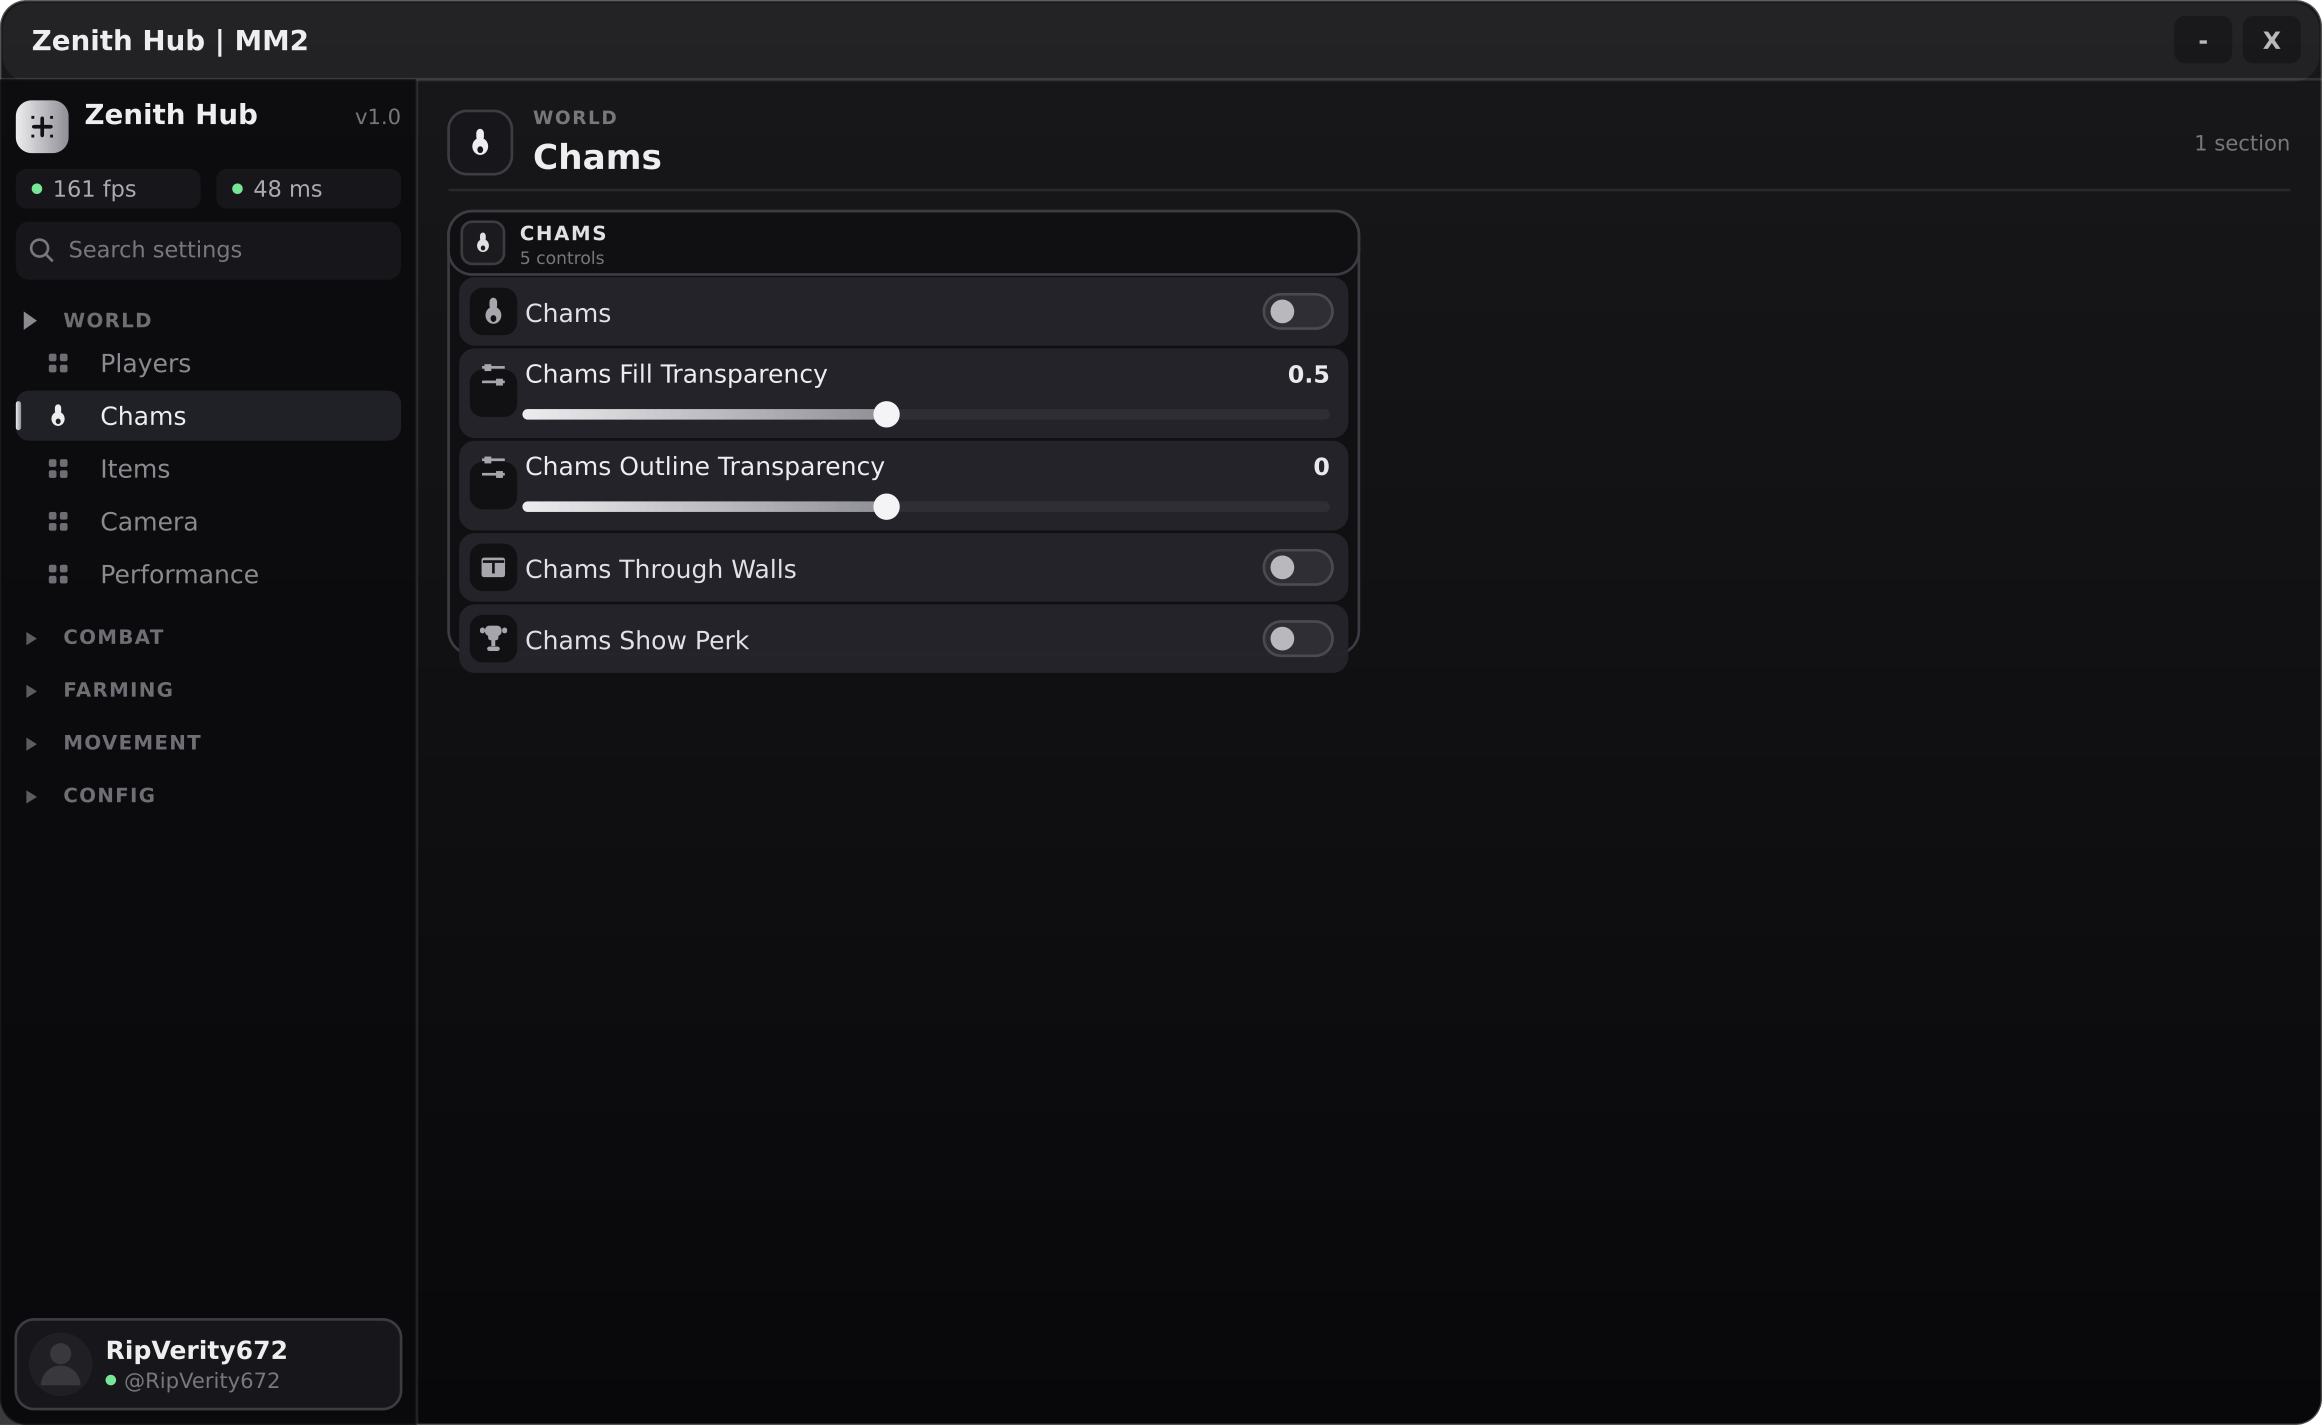 Zenith Hub | MM2
-
X
Zenith Hub
v1.0
161 fps
48 ms
Search settings
WORLD
Players
Chams
Items
Camera
Performance
COMBAT
FARMING
MOVEMENT
CONFIG
RipVerity672
@RipVerity672
WORLD
Chams
1 section
CHAMS
5 controls
Chams
Chams Fill Transparency
0.5
Chams Outline Transparency
0
Chams Through Walls
Chams Show Perk